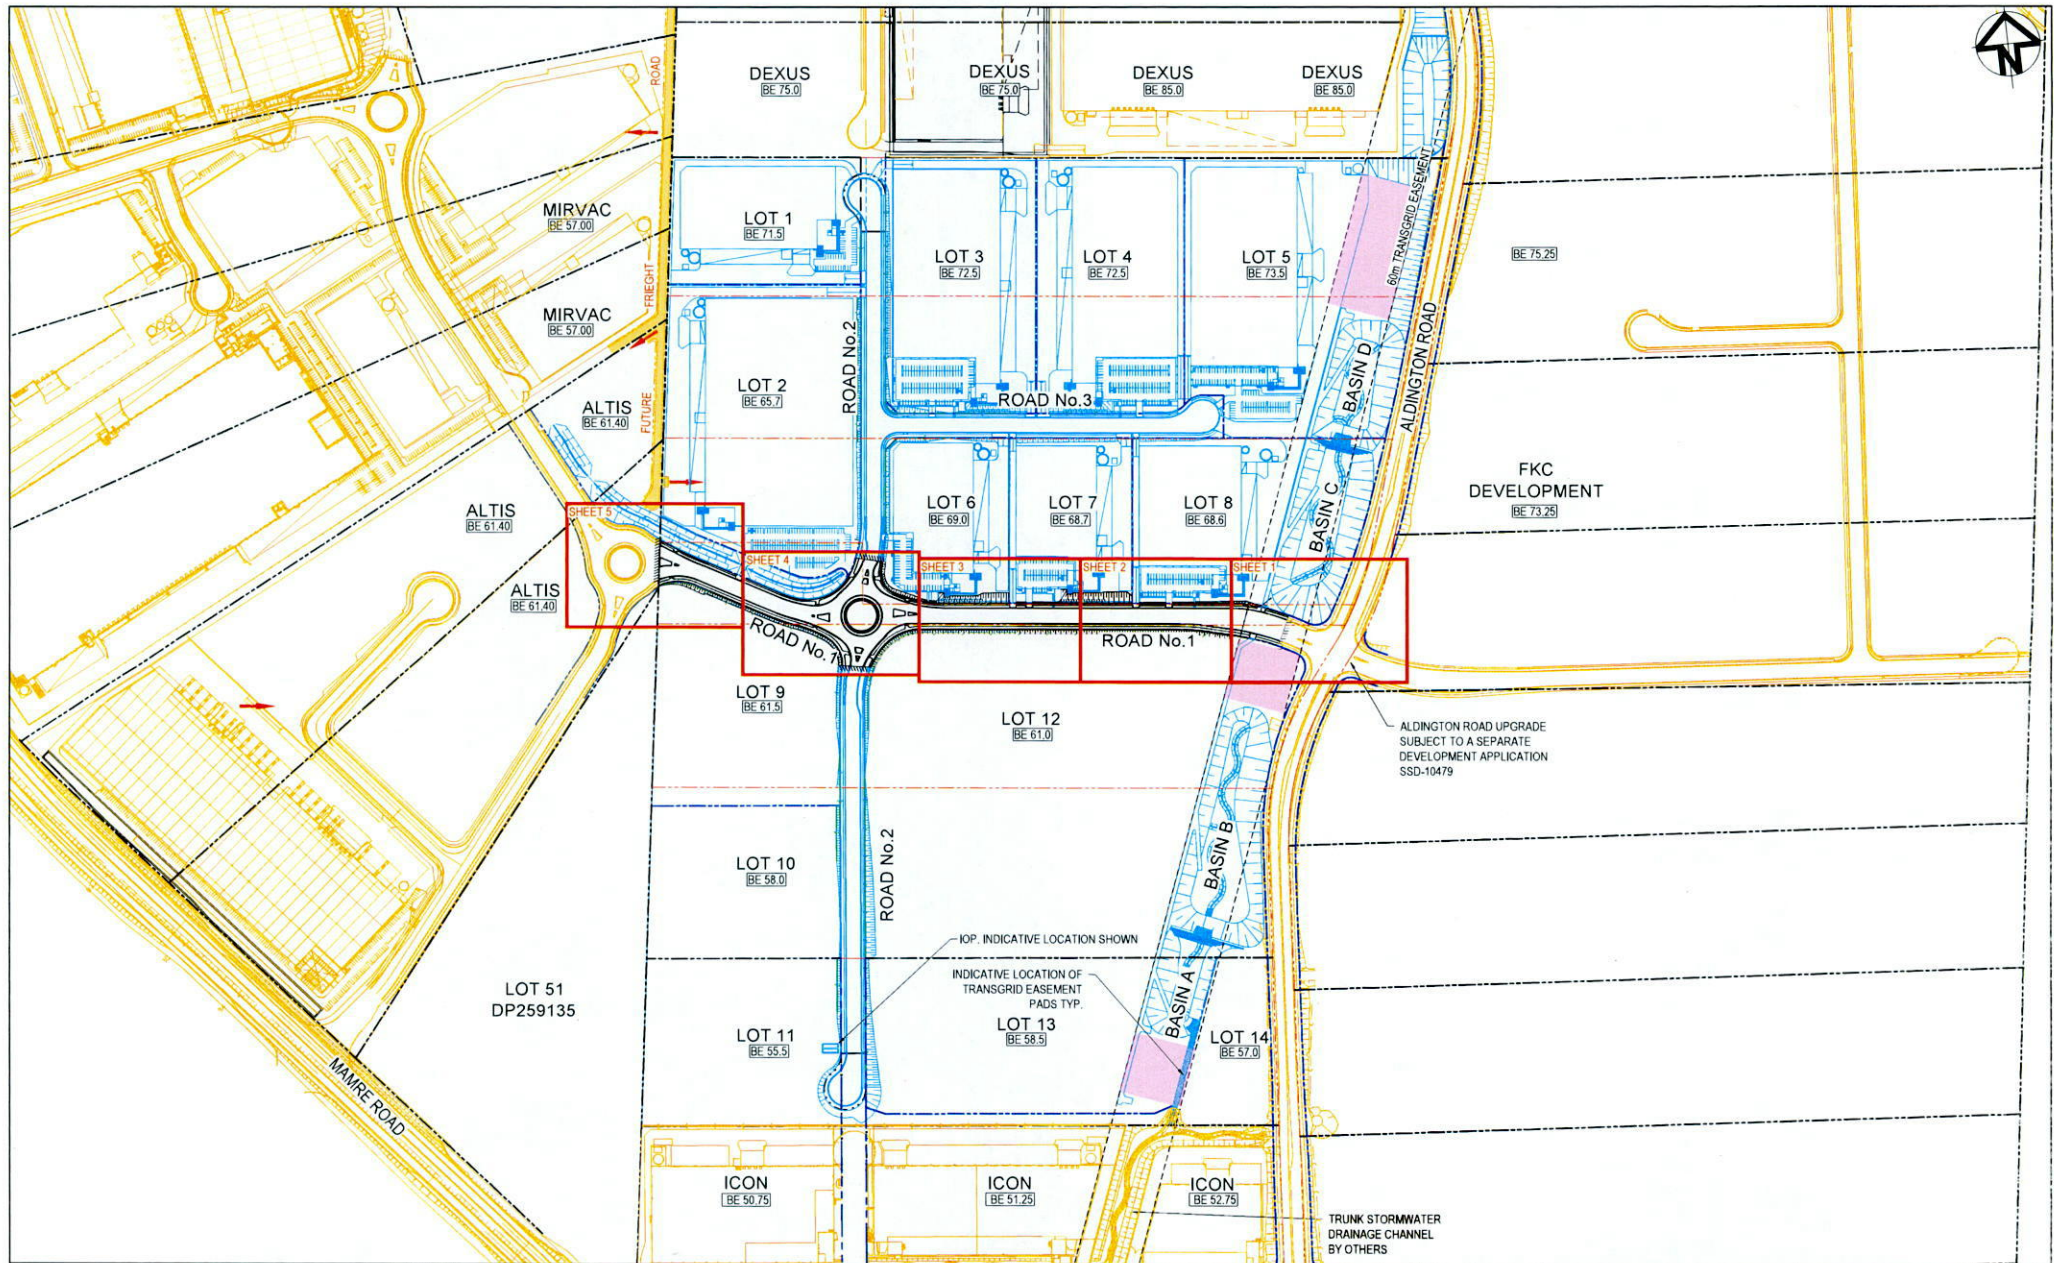 N
DEXUS
BE 75.0
DEXUS
BE 75.0
DEXUS
BE 85.0
DEXUS
BE 85.0
ROAD
FRIEGHT
FUTURE
MIRVAC
BE 57.00
MIRVAC
BE 57.00
LOT 1
BE 71.5
LOT 3
BE 72.5
LOT 4
BE 72.5
LOT 5
BE 73.5
60m TRANSGRID EASEMENT
BE 75.25
ALDINGTON ROAD
BASIN D
LOT 2
BE 65.7
ROAD No.2
ROAD No.3
ALTIS
BE 61.40
ALTIS
BE 61.40
ALTIS
BE 61.40
LOT 6
BE 69.0
LOT 7
BE 68.7
LOT 8
BE 68.6
BASIN C
FKC
DEVELOPMENT
BE 73.25
SHEET 5
SHEET 4
SHEET 3
SHEET 2
SHEET 1
ROAD No.1
ROAD No.1
LOT 9
BE 61.5
LOT 12
BE 61.0
ALDINGTON ROAD UPGRADE
SUBJECT TO A SEPARATE
DEVELOPMENT APPLICATION
SSD-10479
LOT 10
BE 58.0
ROAD No.2
BASIN B
IOP. INDICATIVE LOCATION SHOWN
INDICATIVE LOCATION OF
TRANSGRID EASEMENT
PADS TYP.
BASIN A
LOT 51
DP259135
LOT 11
BE 55.5
LOT 13
BE 58.5
LOT 14
BE 57.0
MAMRE ROAD
ICON
BE 50.75
ICON
BE 51.25
ICON
BE 52.75
TRUNK STORMWATER
DRAINAGE CHANNEL
BY OTHERS